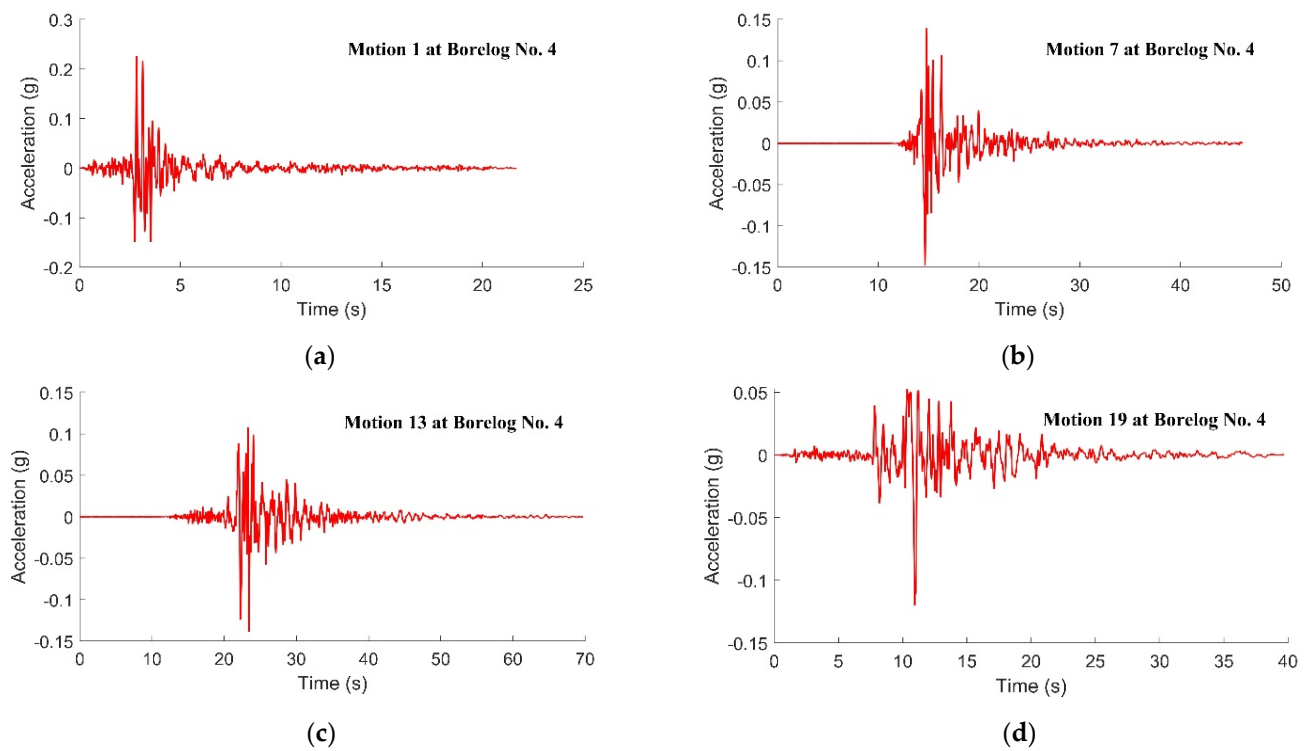 0.3
0.2
0.1
0
-0.1
-0.2
Acceleration (g)
Motion 1 at Borelog No. 4
0 5 10 15 20 25
Time (s)
(a)
0.15
0.1
0.05
0
-0.05
-0.1
-0.15
Acceleration (g)
Motion 7 at Borelog No. 4
0 10 20 30 40 50
Time (s)
(b)
0.15
0.1
0.05
0
-0.05
-0.1
-0.15
Acceleration (g)
Motion 13 at Borelog No. 4
0 10 20 30 40 50 60 70
Time (s)
(c)
0.05
0
-0.05
-0.1
-0.15
Acceleration (g)
Motion 19 at Borelog No. 4
0 5 10 15 20 25 30 35 40
Time (s)
(d)